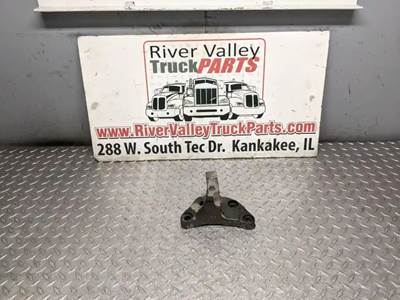 River Valley
TruckPARTS
www.RiverValleyTruckParts.com
288 W. South Tec Dr. Kankakee, IL